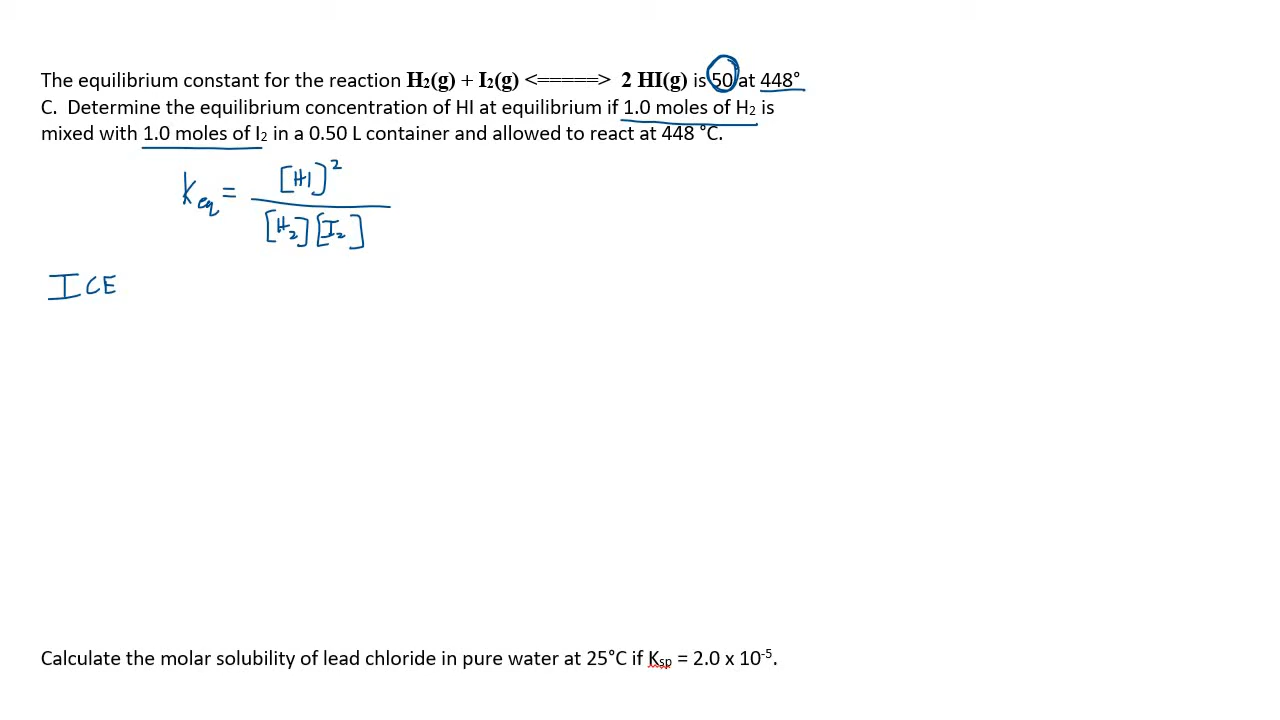 The equilibrium constant for the reaction H₂(g) + I₂(g) <=====> 2 HI(g) is 50 at 448°
C. Determine the equilibrium concentration of HI at equilibrium if 1.0 moles of H₂ is
mixed with 1.0 moles of I₂ in a 0.50 L container and allowed to react at 448 °C.
Keq = [HI]² / [H₂][I₂]
ICE
Calculate the molar solubility of lead chloride in pure water at 25°C if Ksp = 2.0 x 10⁻⁵.